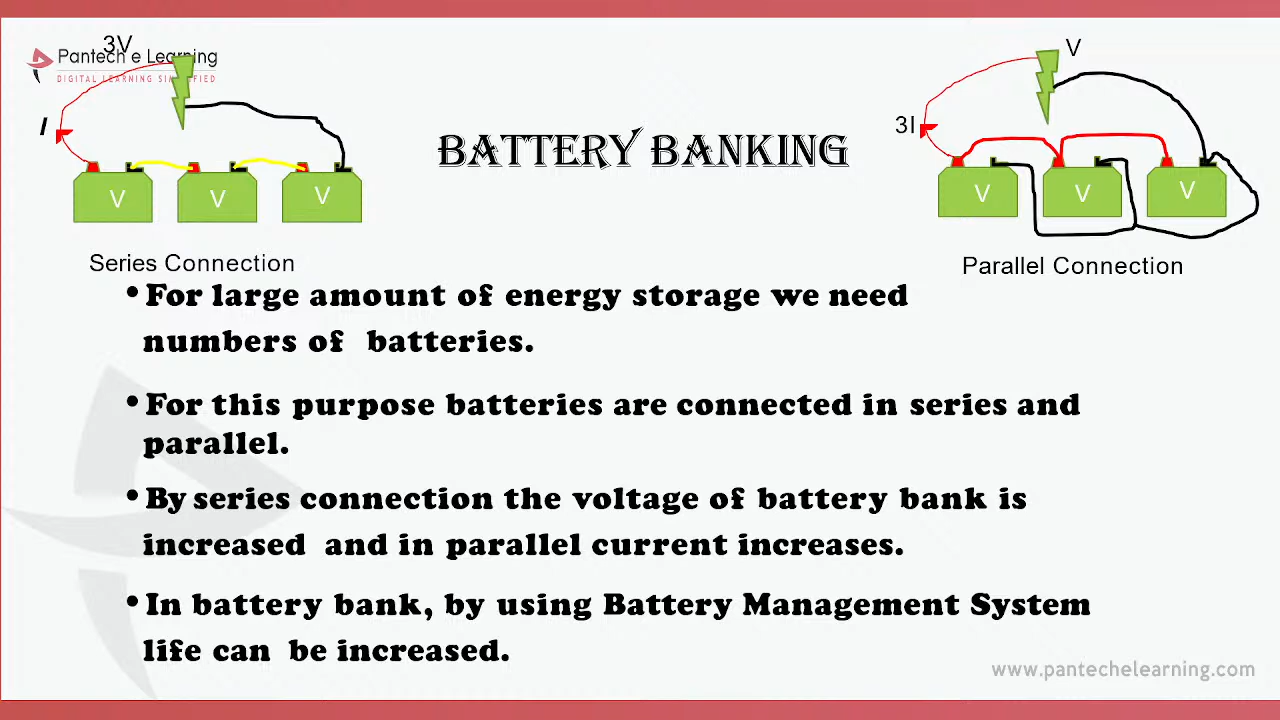 3V
Pantech e Learning
DIGITAL LEARNING SIMPLIFIED
I
V V V
Series Connection
BATTERY BANKING
V
3I
V V V
Parallel Connection
•For large amount of energy storage we need
numbers of batteries.
•For this purpose batteries are connected in series and
parallel.
•By series connection the voltage of battery bank is
increased and in parallel current increases.
•In battery bank, by using Battery Management System
life can be increased.
www.pantechelearning.com